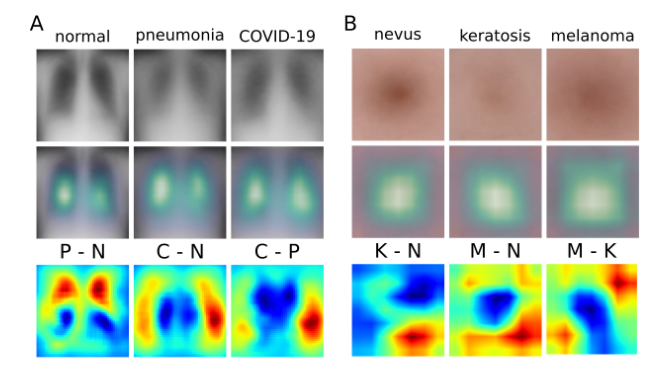 A
normal pneumonia COVID-19
P - N C - N C - P
B
nevus keratosis melanoma
K - N M - N M - K